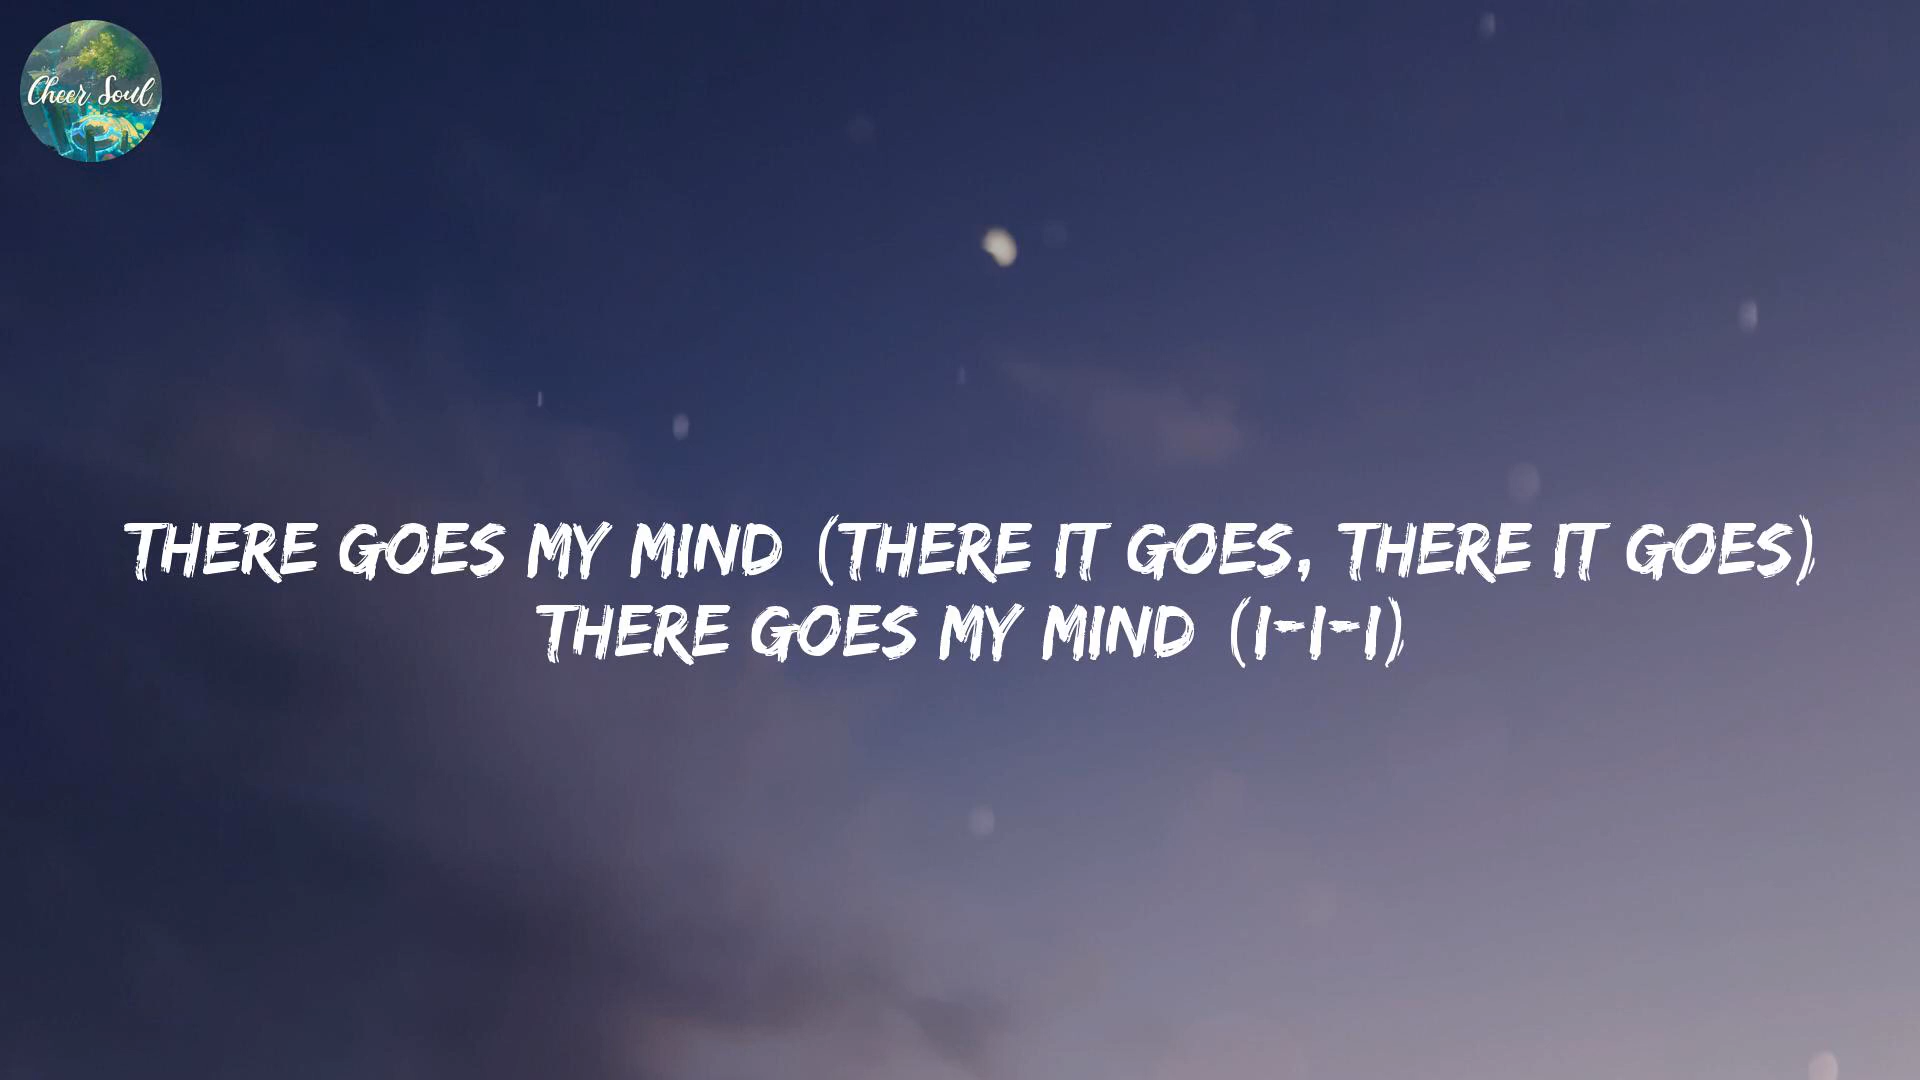 Cheer Soul
THERE GOES MY MIND (THERE IT GOES, THERE IT GOES)
THERE GOES MY MIND (I-I-I)